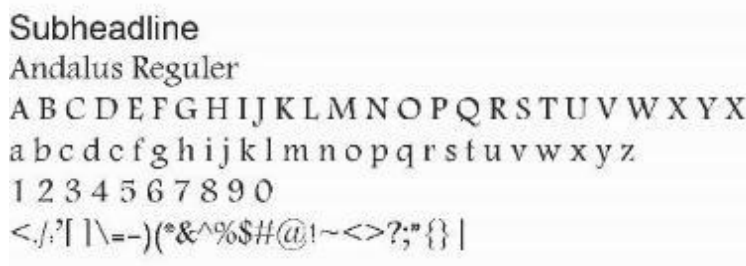 Subheadline
Andalus Reguler
A B C D E F G H I J K L M N O P Q R S T U V W X Y X
a b c d c f g h i j k l m n o p q r s t u v w x y z
1 2 3 4 5 6 7 8 9 0
<./;'[ ]\=-)(*&^%$#@!~<>?;"{} |